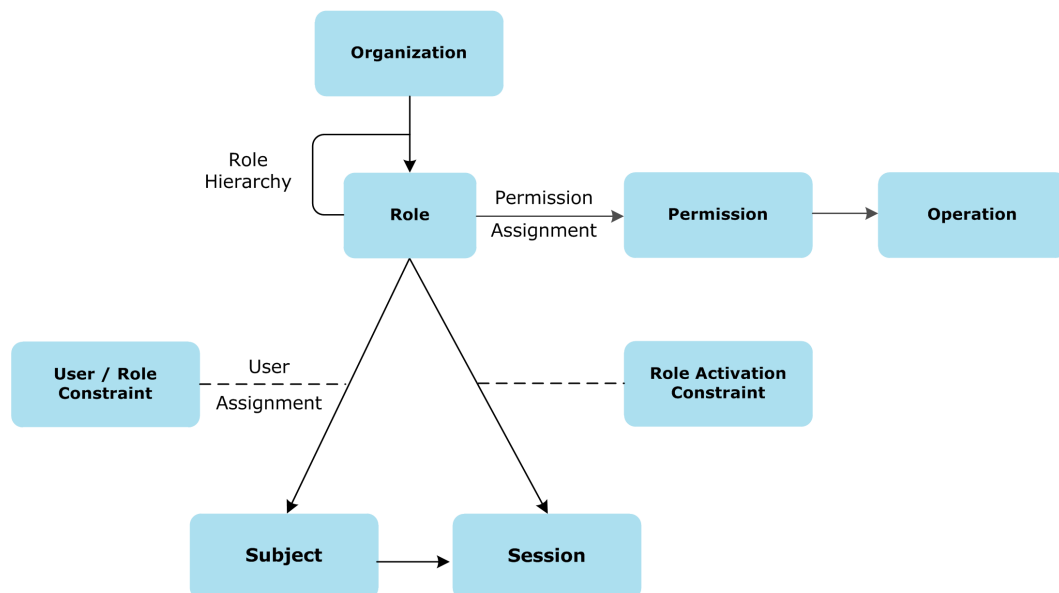 Organization
Role
Hierarchy
Role
Permission
Assignment
Permission
Operation
User / Role
Constraint
User
Assignment
Role Activation
Constraint
Subject
Session